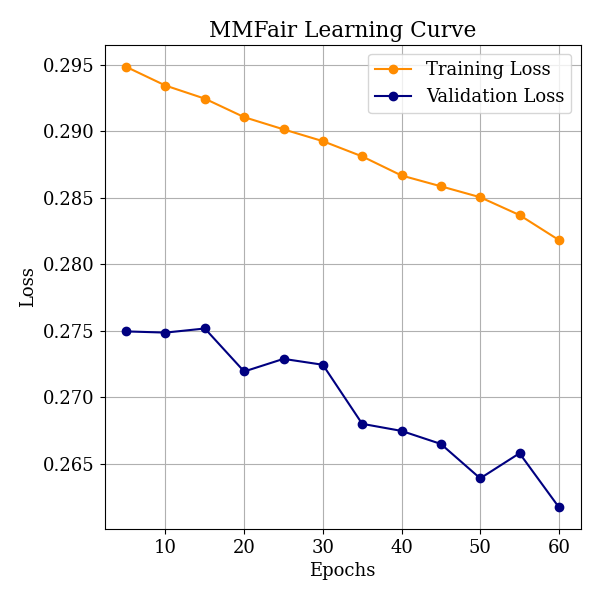 MMFair Learning Curve
Training Loss
Validation Loss
0.295
0.290
0.285
0.280
0.275
0.270
0.265
Loss
10 20 30 40 50 60
Epochs